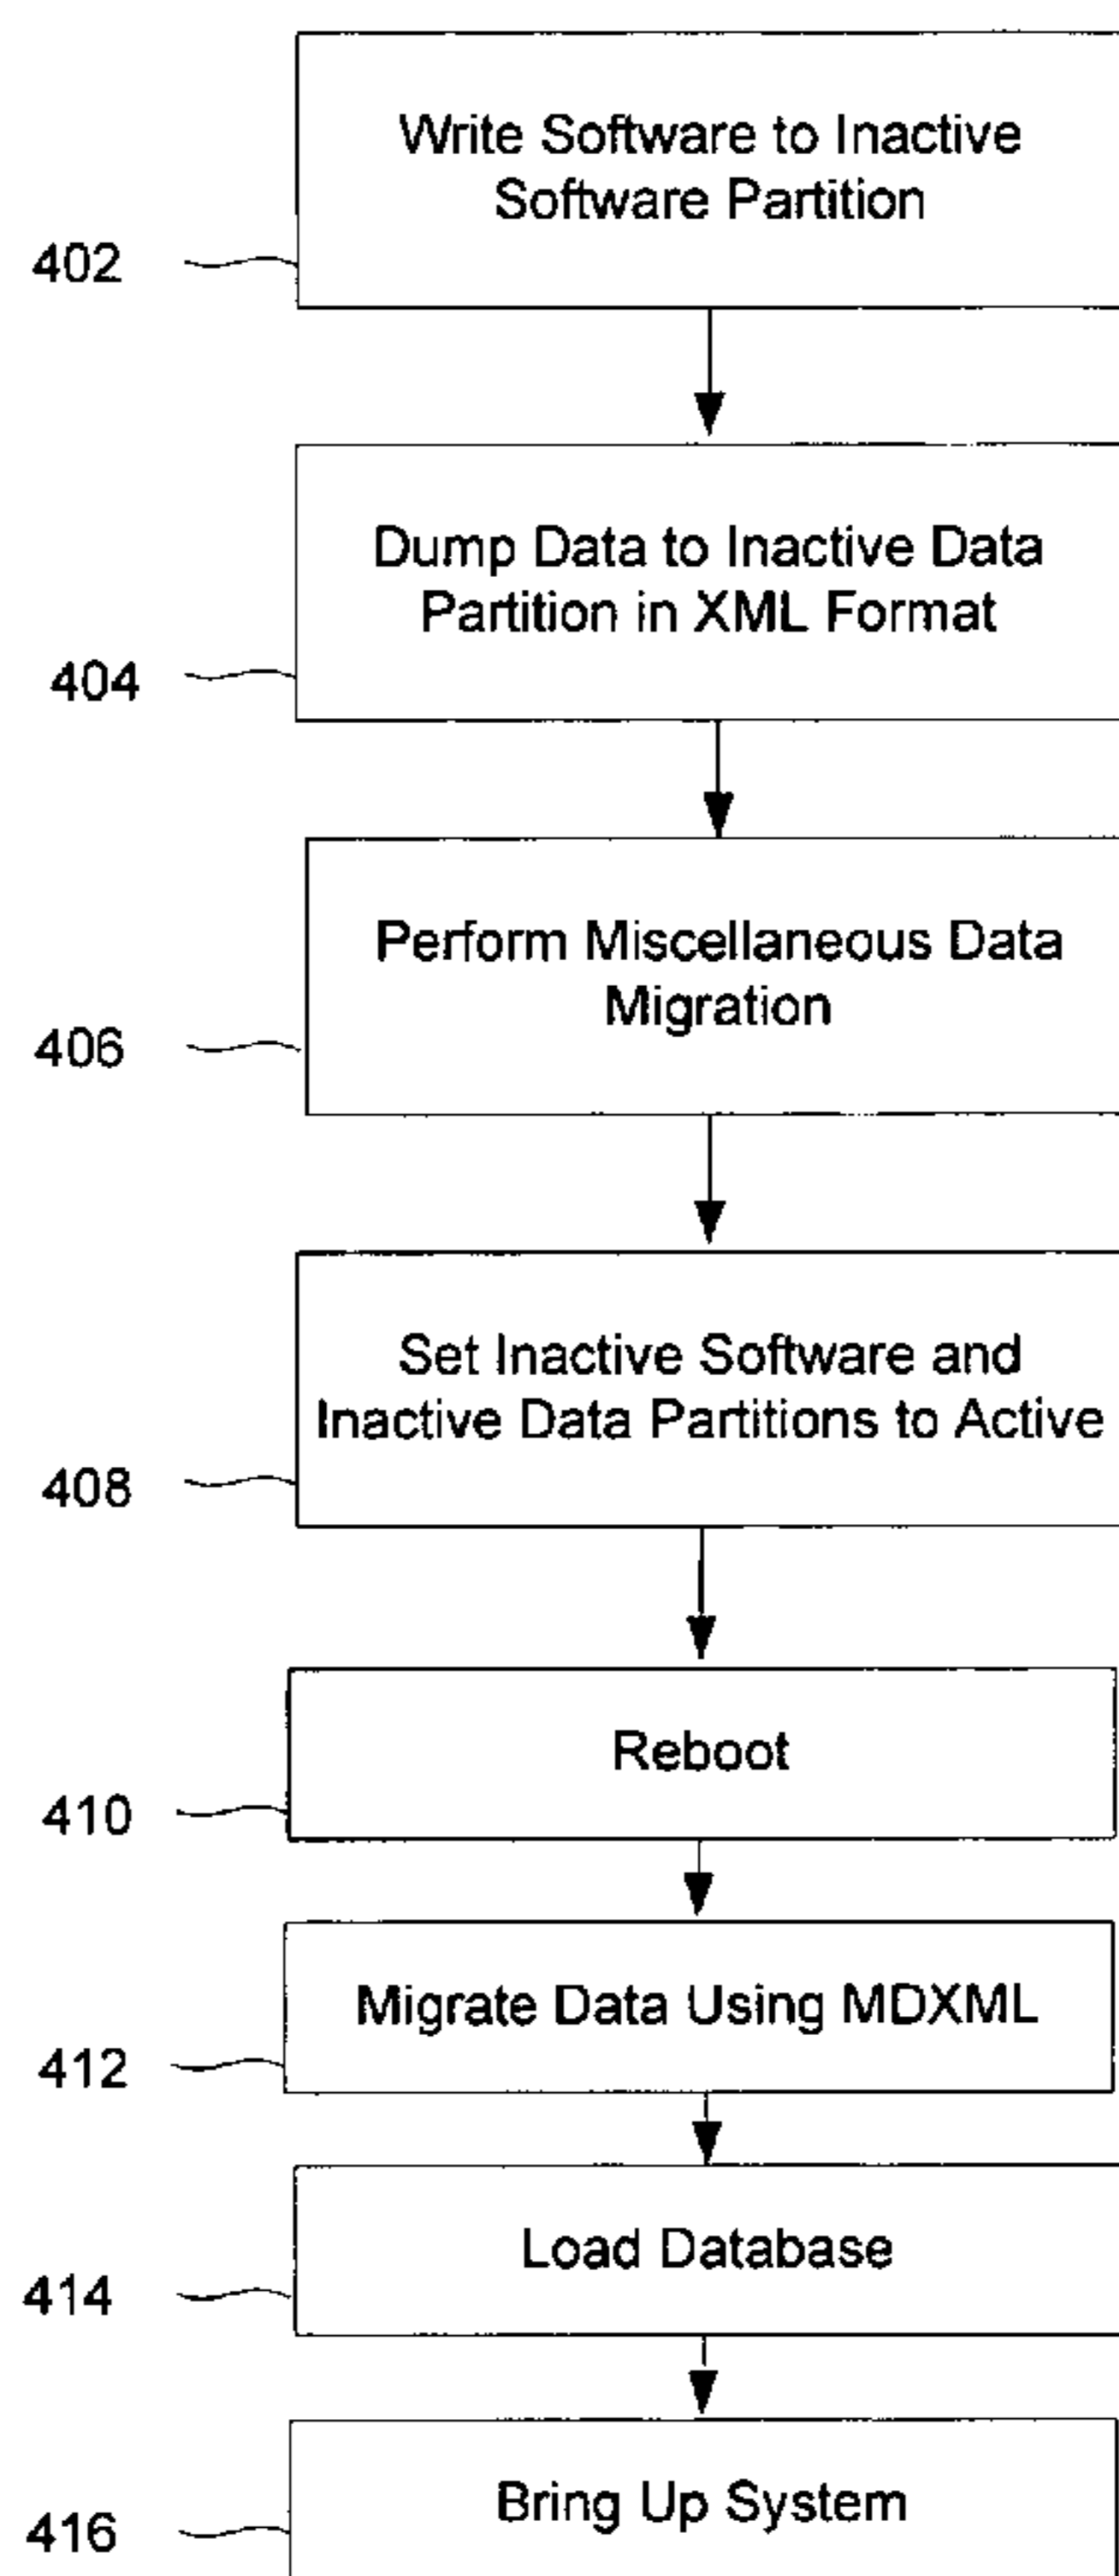 Write Software to Inactive
Software Partition
402
Dump Data to Inactive Data
Partition in XML Format
404
Perform Miscellaneous Data
Migration
406
Set Inactive Software and
Inactive Data Partitions to Active
408
Reboot
410
Migrate Data Using MDXML
412
Load Database
414
Bring Up System
416